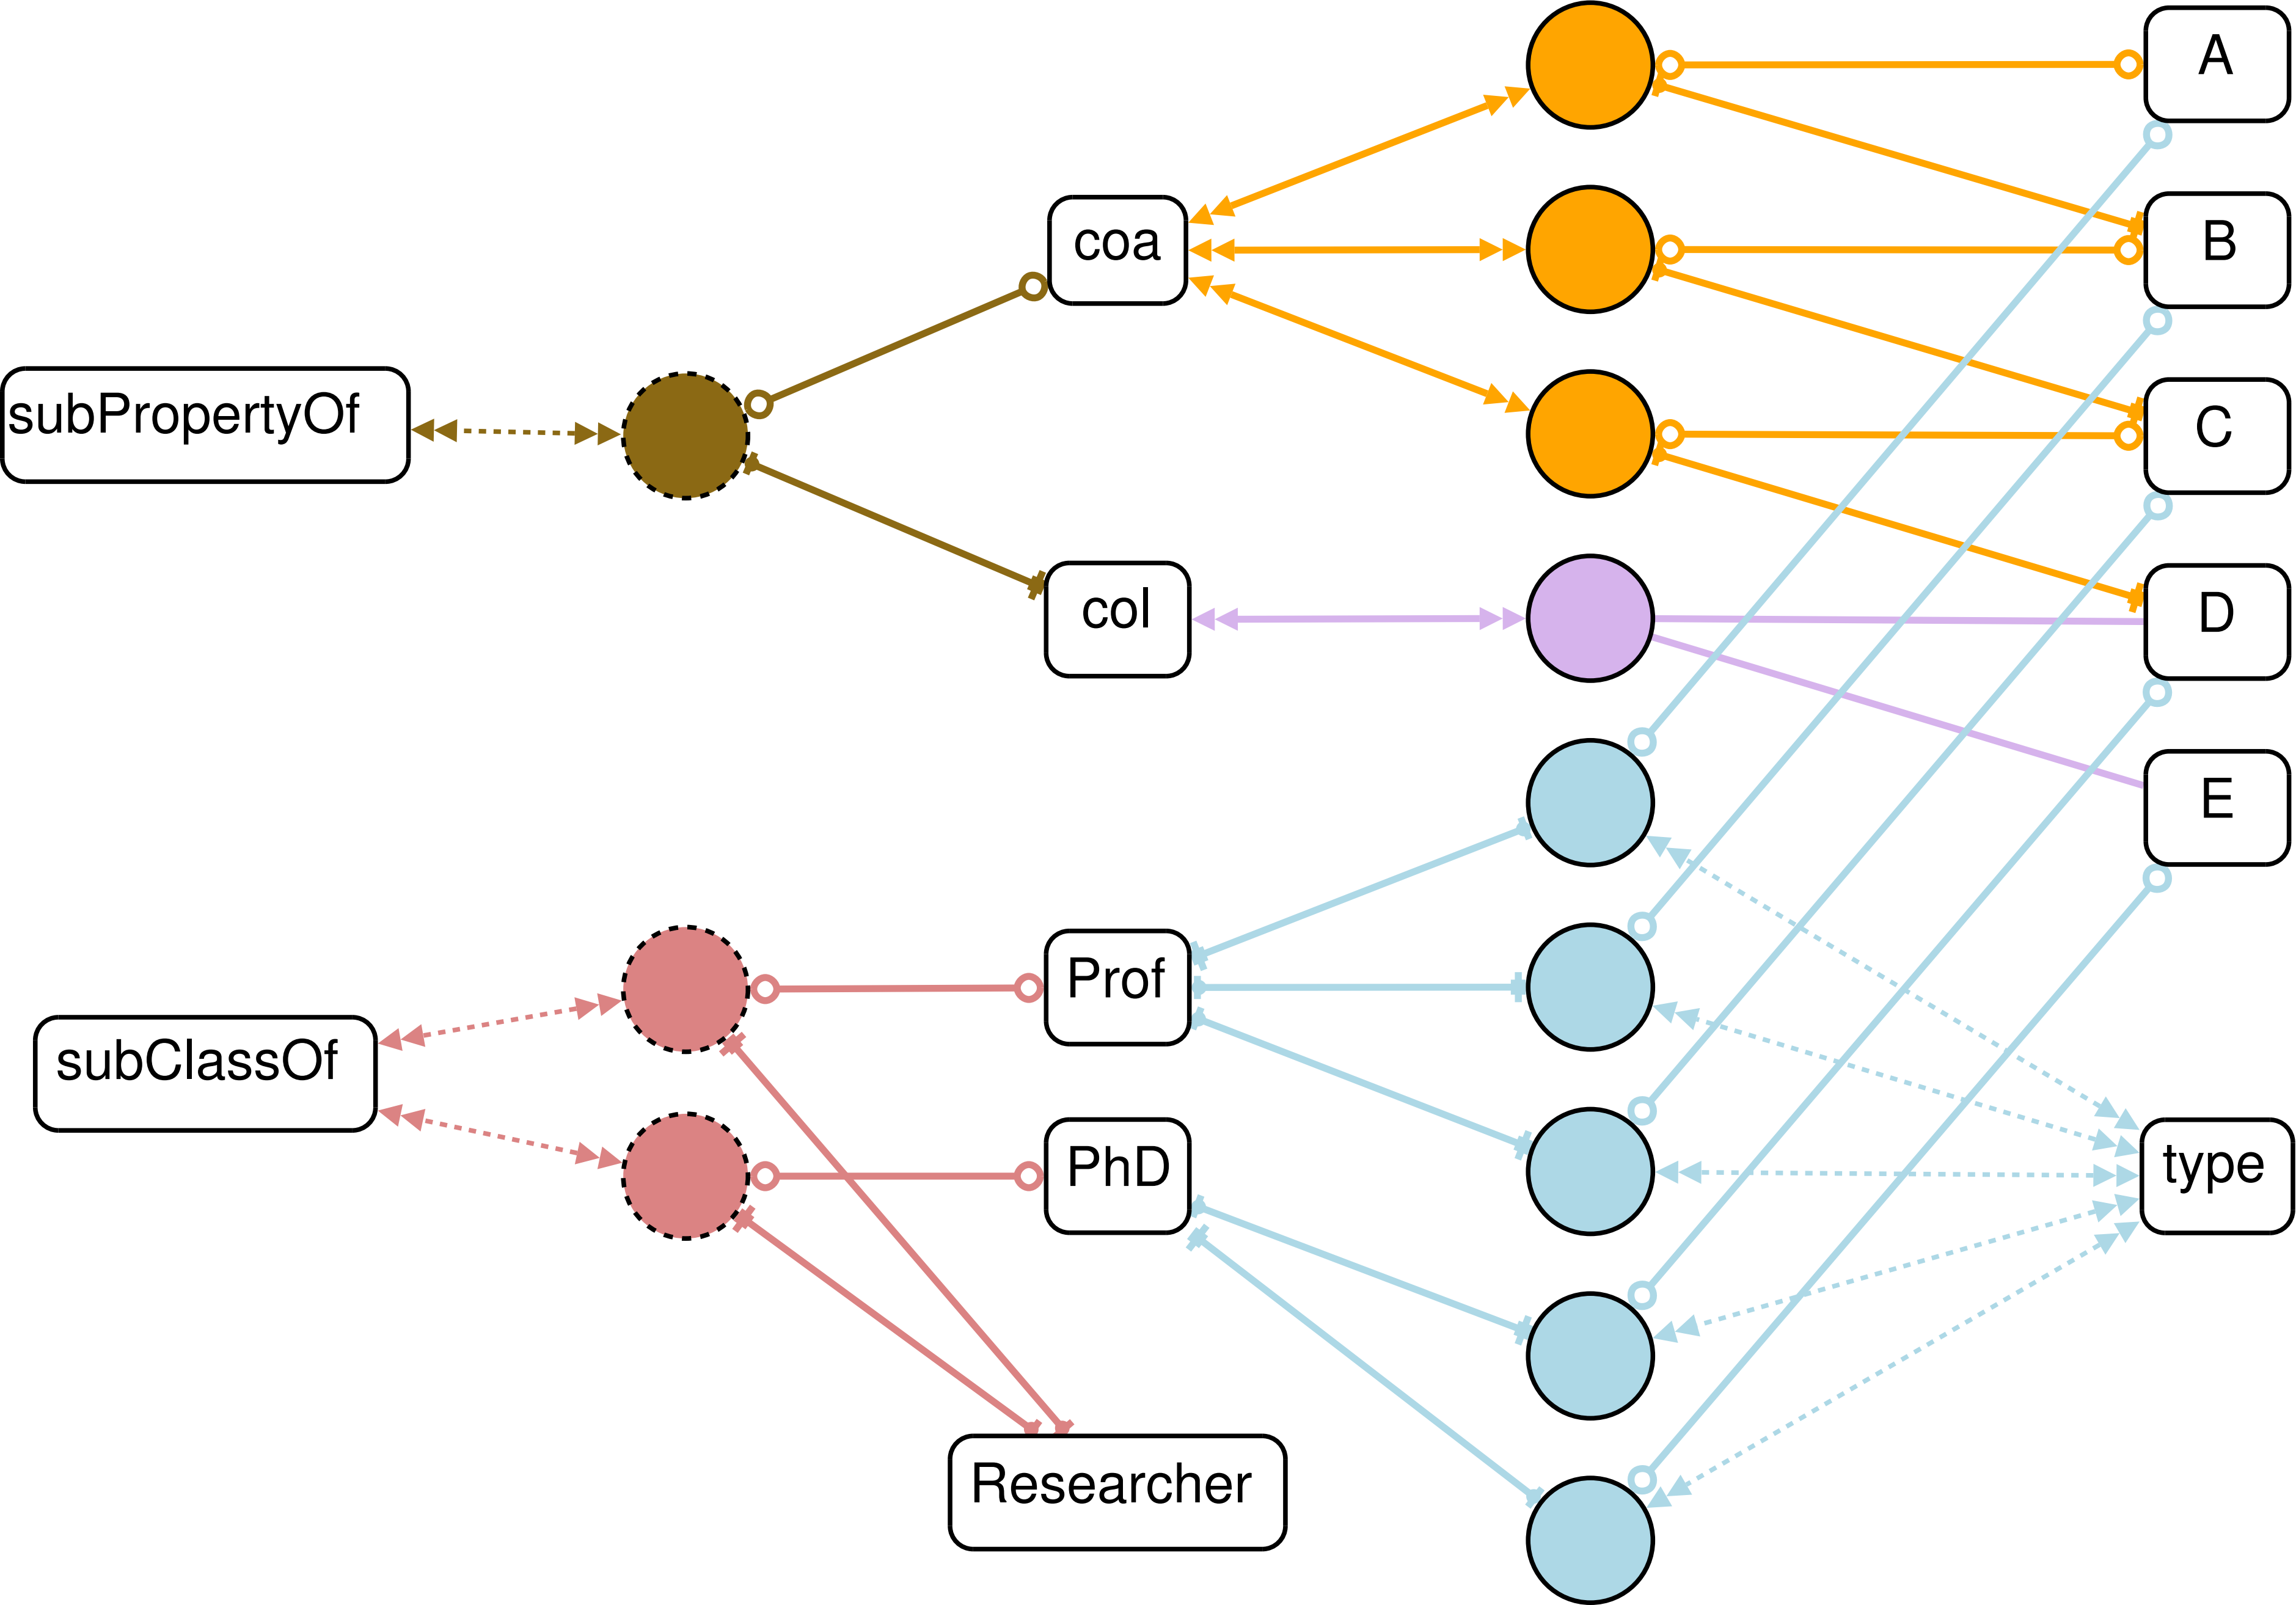 A
coa
B
subPropertyOf
C
col
D
E
Prof
subClassOf
PhD
type
Researcher